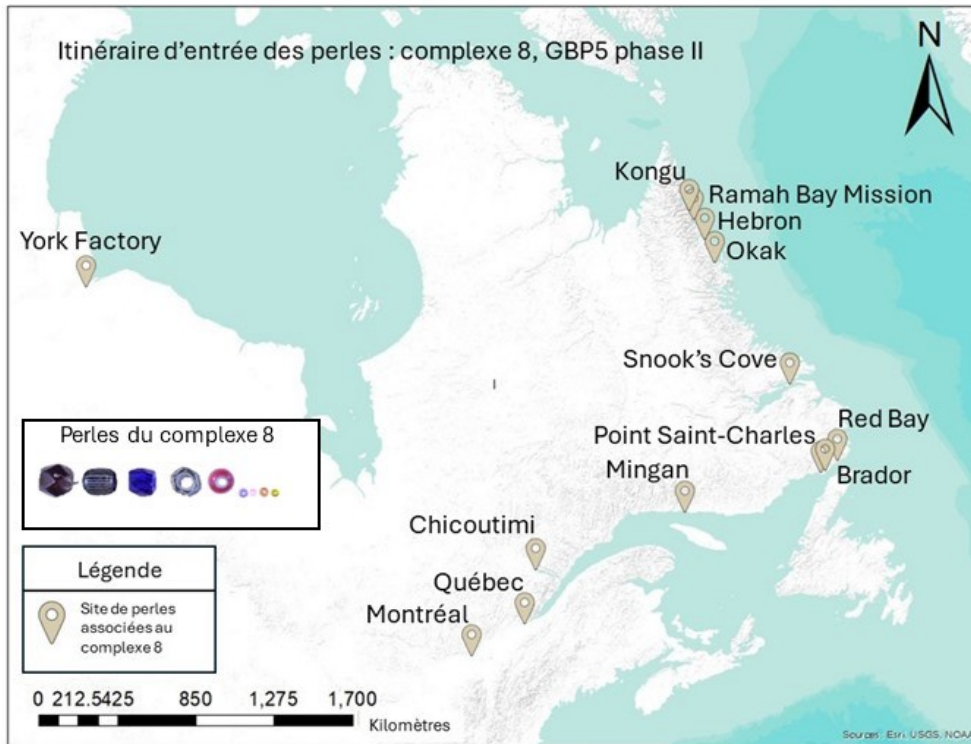 Itinéraire d'entrée des perles : complexe 8, GBP5 phase II
N
Kongu
Ramah Bay Mission
Hebron
Okak
York Factory
Snook's Cove
Red Bay
Point Saint-Charles
Mingan
Brador
Perles du complexe 8
Chicoutimi
Québec
Montréal
Légende
Site de perles
associées au
complexe 8
0 212.5425 850 1,275 1,700
Kilomètres
Sources: Esri, USGS, NOAA